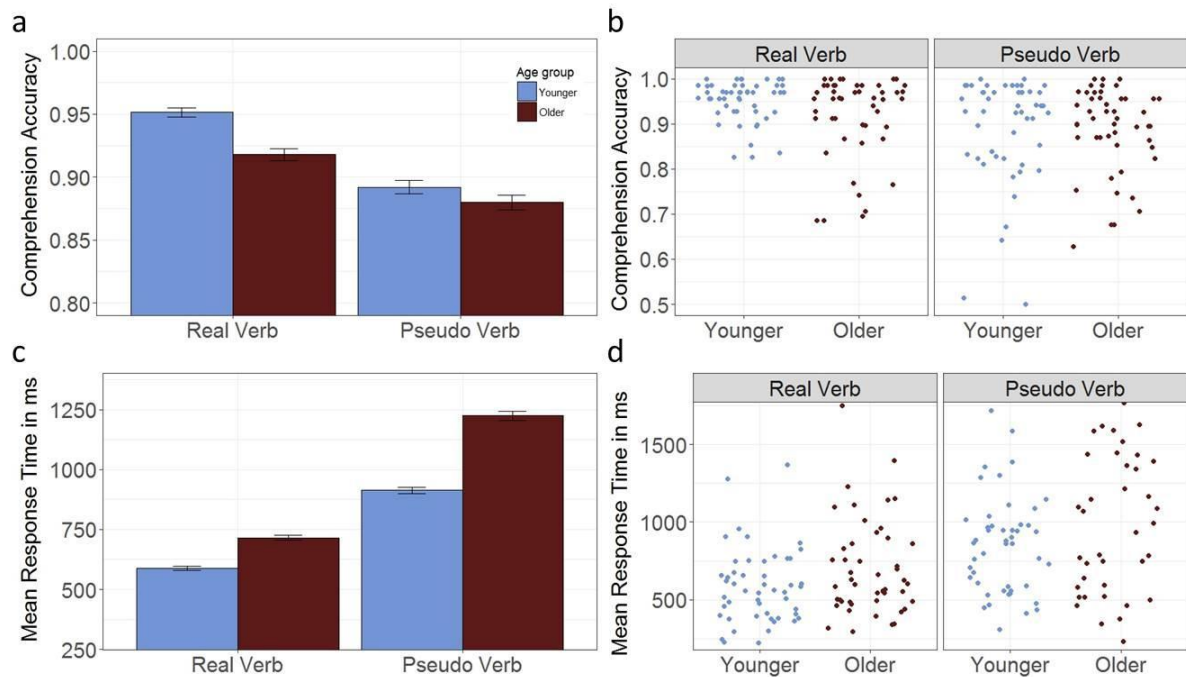 a
Comprehension Accuracy
1.00
0.95
0.90
0.85
0.80
Age group
Younger
Older
Real Verb Pseudo Verb
b
Real Verb Pseudo Verb
Comprehension Accuracy
1.0
0.9
0.8
0.7
0.6
0.5
Younger Older Younger Older
c
Mean Response Time in ms
1250
1000
750
500
250
Real Verb Pseudo Verb
d
Real Verb Pseudo Verb
Mean Response Time in ms
1500
1000
500
Younger Older Younger Older